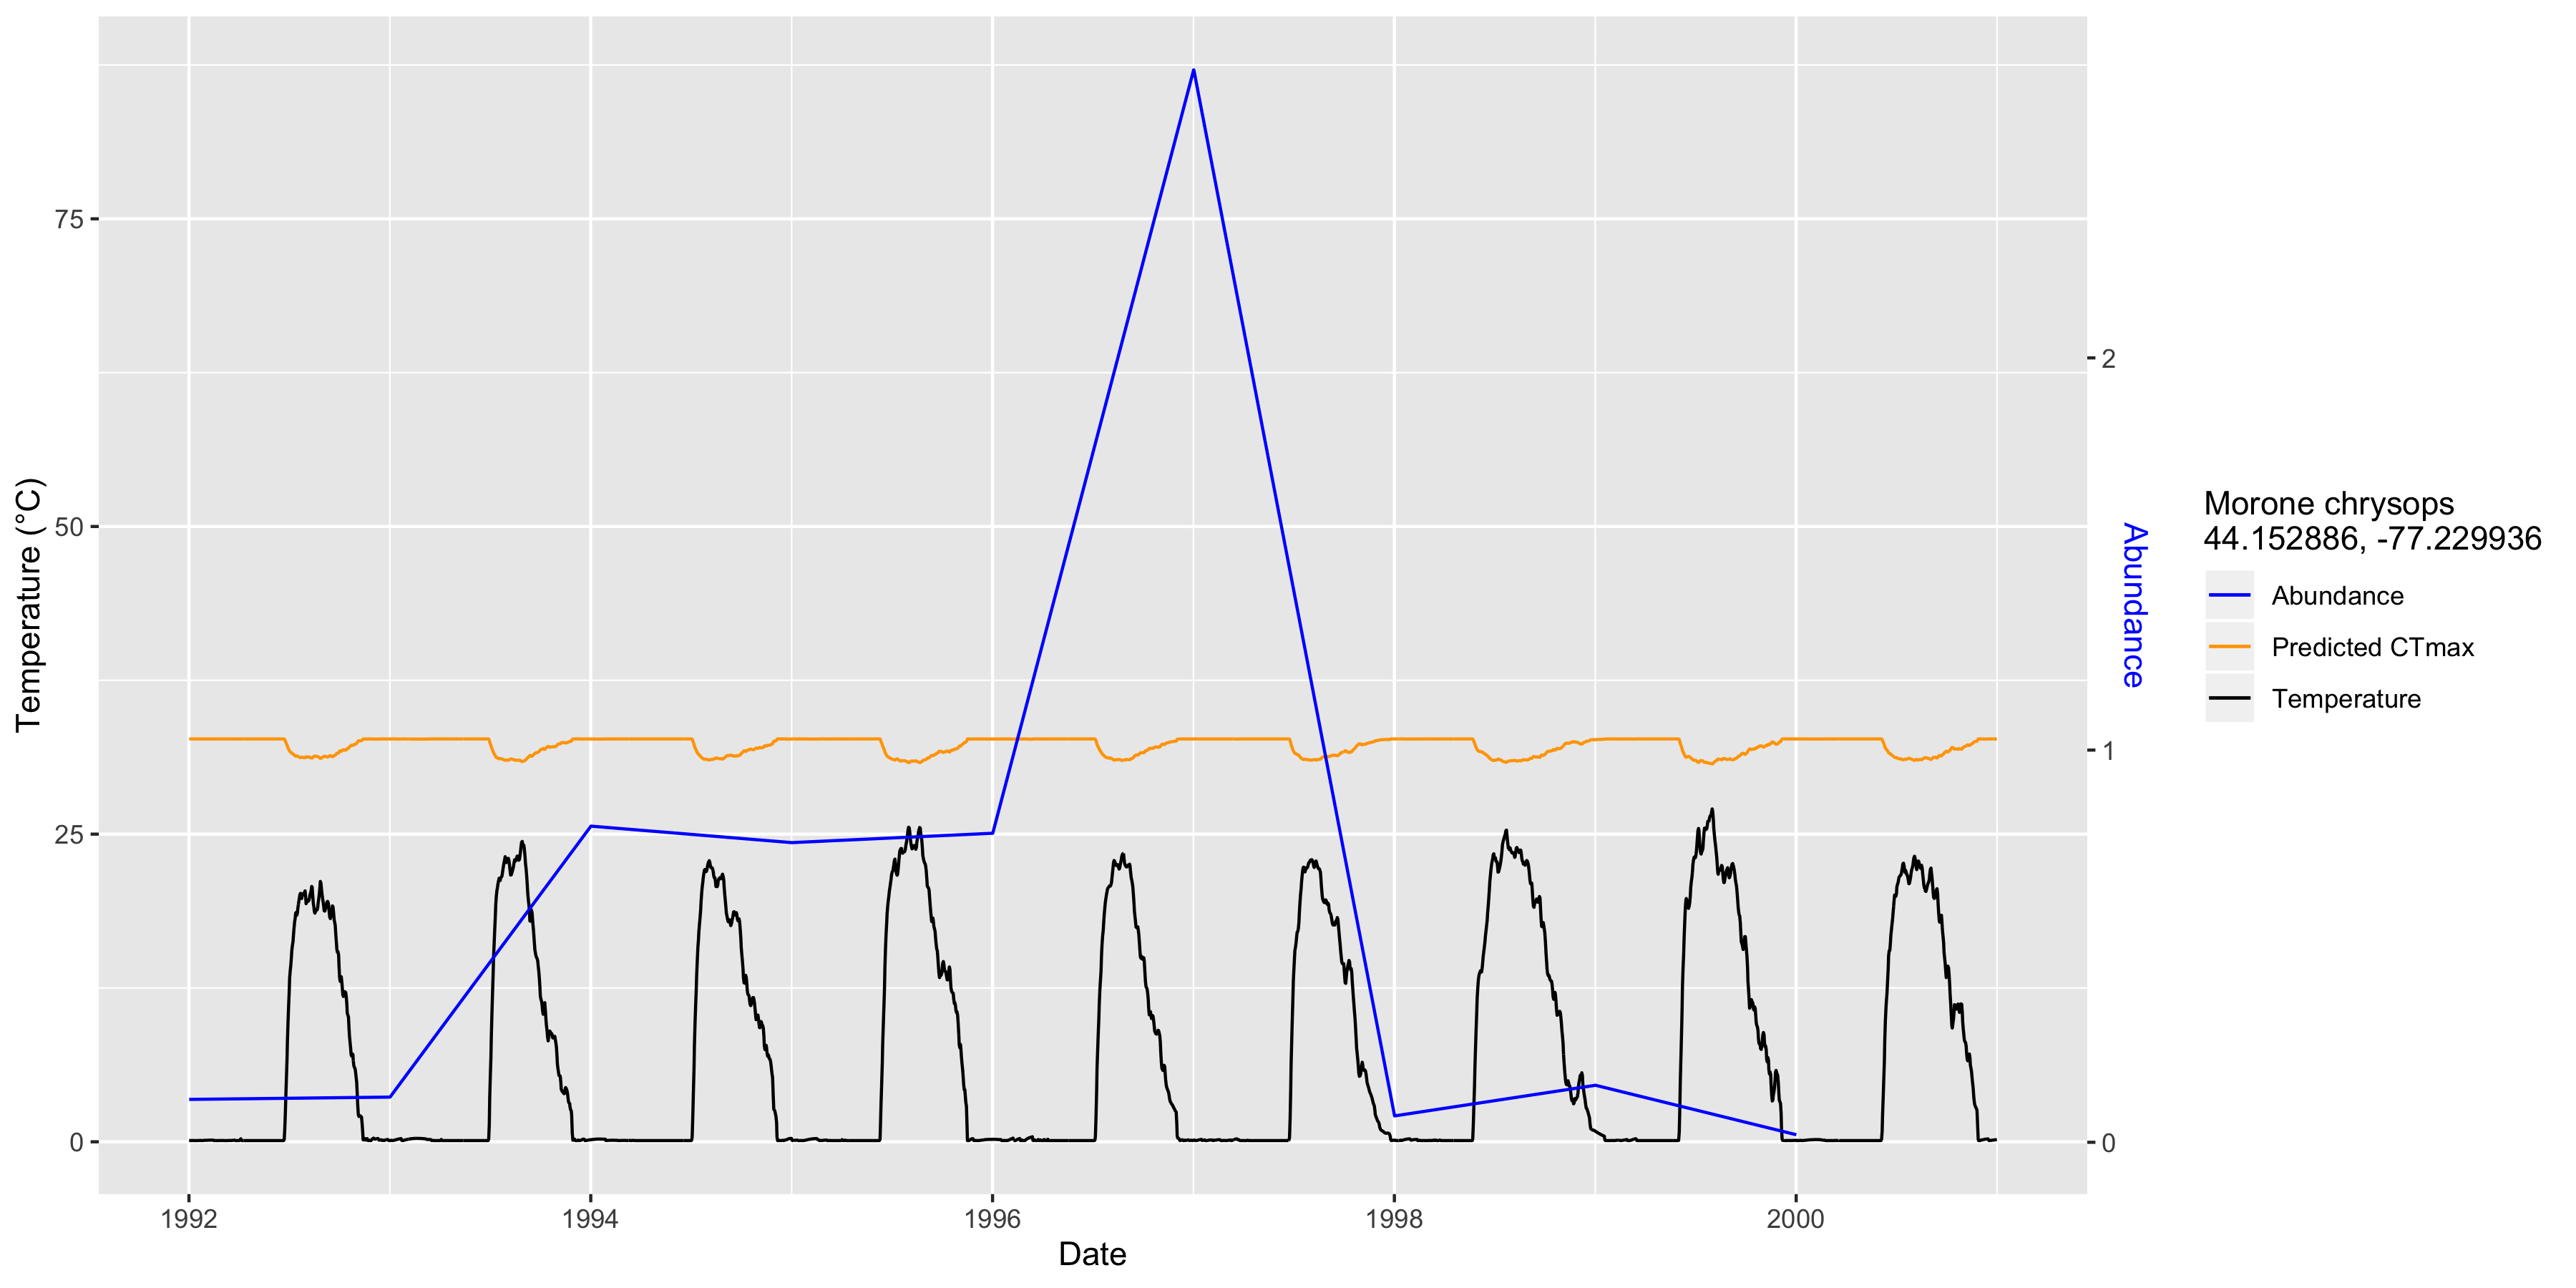 75
50
25
0
Temperature (°C)
1992
1994
1996
1998
2000
Date
2
1
0
Abundance
Morone chrysops
44.152886, -77.229936
Abundance
Predicted CTmax
Temperature